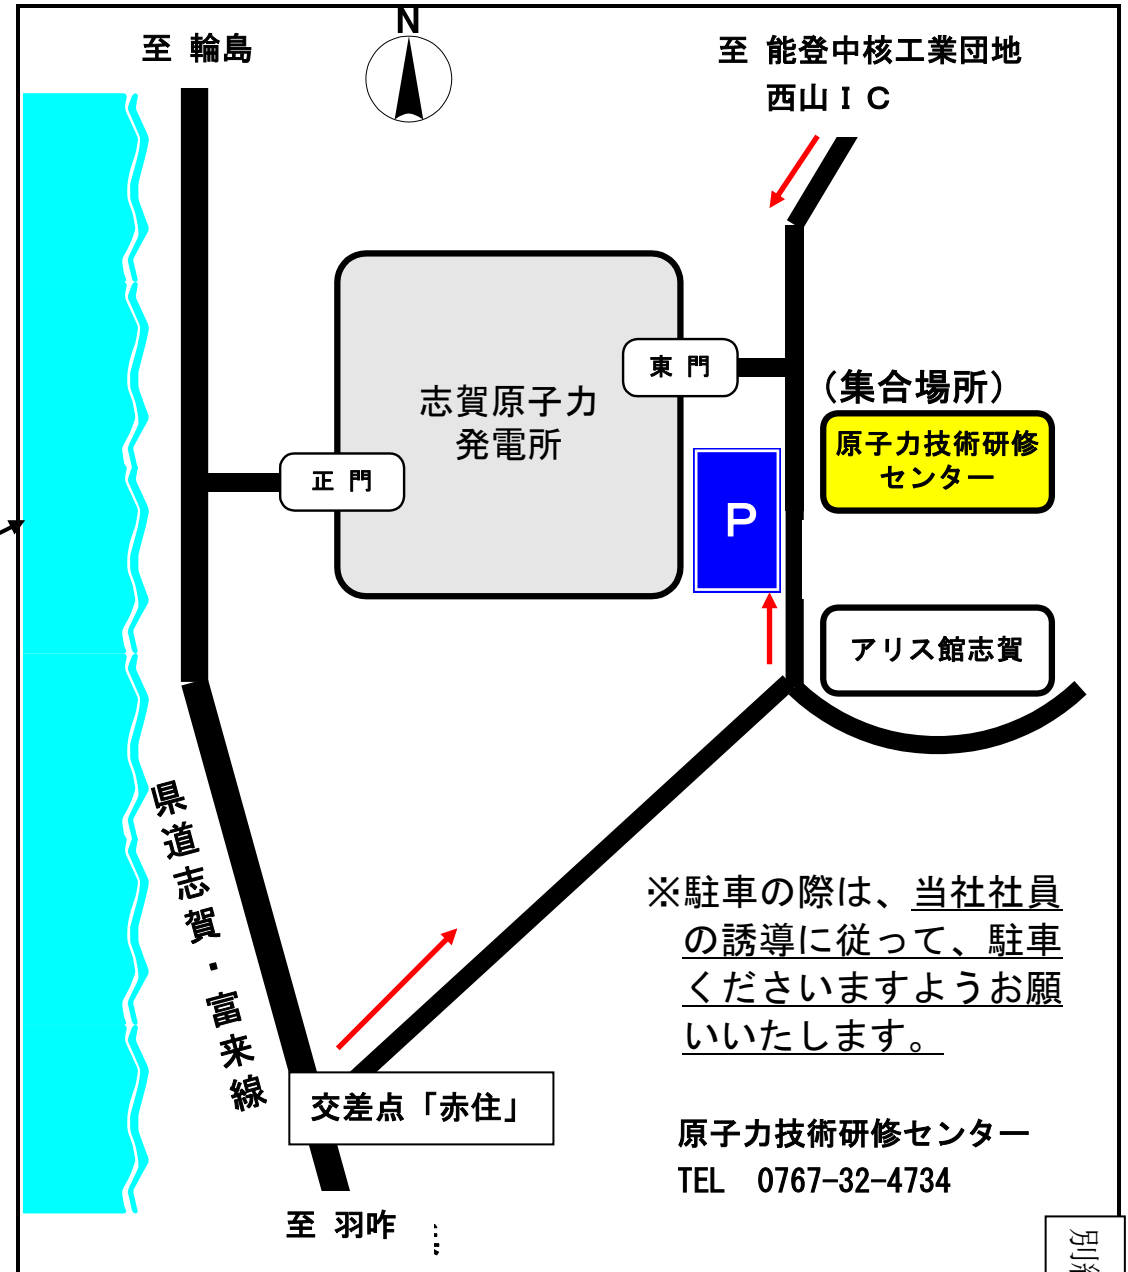 N
至 輪島
至 能登中核工業団地
西山IC
東 門
(集合場所)
志賀原子力
発電所
原子力技術研修
センター
正 門
P
アリス館志賀
県道志賀・富来線
※駐車の際は、当社社員
の誘導に従って、駐車
くださいますようお願
いいたします。
交差点「赤住」
原子力技術研修センター
TEL 0767-32-4734
至 羽咋
別